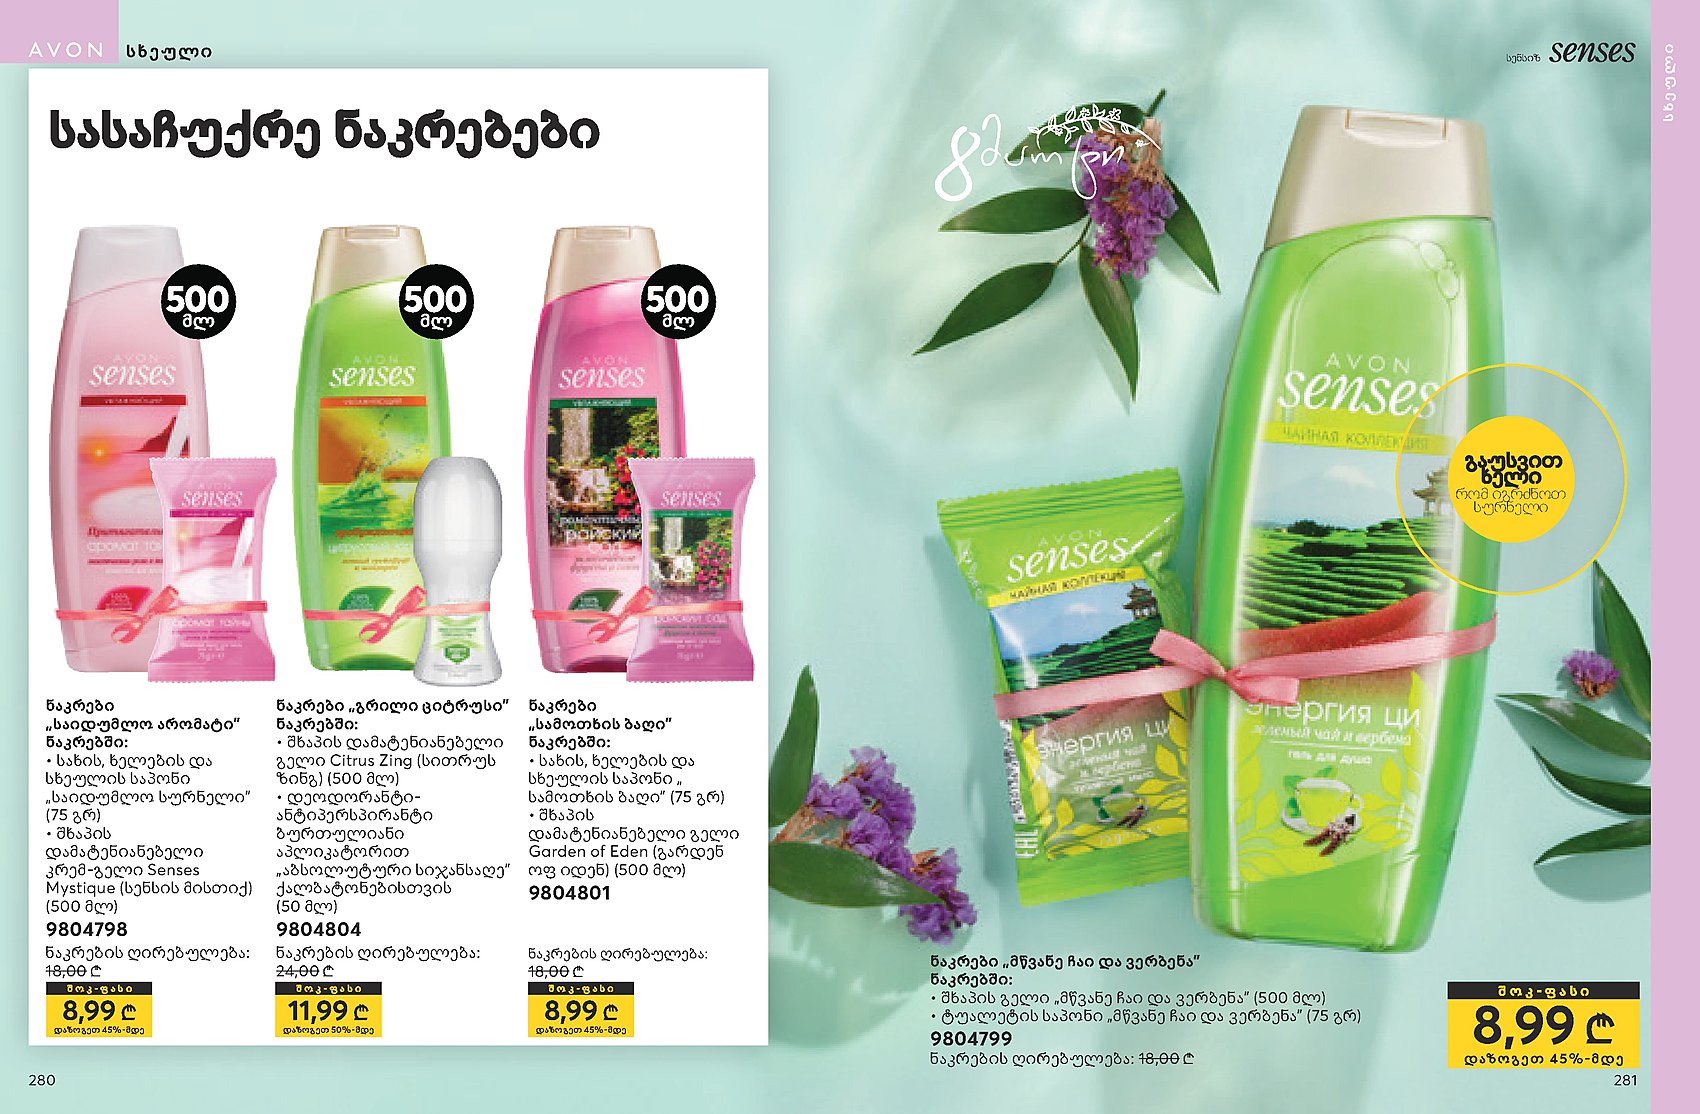 AVON სხეული
სასაჩუქრე ნაკრებები
500
მლ
500
მლ
500
მლ
AVON
senses
УВЛАЖНЯЮЩИЙ
AVON
senses
УВЛАЖНЯЮЩИЙ
AVON
senses
УВЛАЖНЯЮЩИЙ
senses
senses
ნაკრები
„საიდუმლო არომატი”
ნაკრებში:
• სახის, ხელების და
სხეულის საპონი
„საიდუმლო სურნელი”
(75 გრ)
• შხაპის
დამატენიანებელი
კრემ-გელი Senses
Mystique (სენსის მისთიქ)
(500 მლ)
9804798
ნაკრების ღირებულება:
18,00 ₾
შოკ-ფასი
8,99 ₾
დაზოგეთ 45%-მდე
ნაკრები „გრილი ციტრუსი”
ნაკრებში:
• შხაპის დამატენიანებელი
გელი Citrus Zing (სითრუს
ზინგ) (500 მლ)
• დეოდორანტი-
ანტიპერსპირანტი
ბურთულიანი
აპლიკატორით
„აბსოლუტური სიჯანსაღე”
ქალბატონებისთვის
(50 მლ)
9804804
ნაკრების ღირებულება:
24,00 ₾
შოკ-ფასი
11,99 ₾
დაზოგეთ 50%-მდე
ნაკრები
„სამოთხის ბაღი”
ნაკრებში:
• სახის, ხელების და
სხეულის საპონი „
სამოთხის ბაღი” (75 გრ)
• შხაპის
დამატენიანებელი გელი
Garden of Eden (გარდენ
ოფ იდენ) (500 მლ)
9804801
ნაკრების ღირებულება:
18,00 ₾
შოკ-ფასი
8,99 ₾
დაზოგეთ 45%-მდე
280
სენსიზ senses
სხეული
AVON
senses
ЧАЙНАЯ КОЛЛЕКЦИЯ
გაუსვით
ხელი
რომ იგრძნოთ
სურნელი
AVON
senses
ЧАЙНАЯ КОЛЛЕКЦИЯ
энергия ци
зеленый чай и вербена
гель для душа
энергия ци
зеленый чай
и вербена
ნაკრები „მწვანე ჩაი და ვერბენა”
ნაკრებში:
• შხაპის გელი „მწვანე ჩაი და ვერბენა” (500 მლ)
• ტუალეტის საპონი „მწვანე ჩაი და ვერბენა” (75 გრ)
9804799
ნაკრების ღირებულება: 18,00 ₾
შოკ-ფასი
8,99 ₾
დაზოგეთ 45%-მდე
281